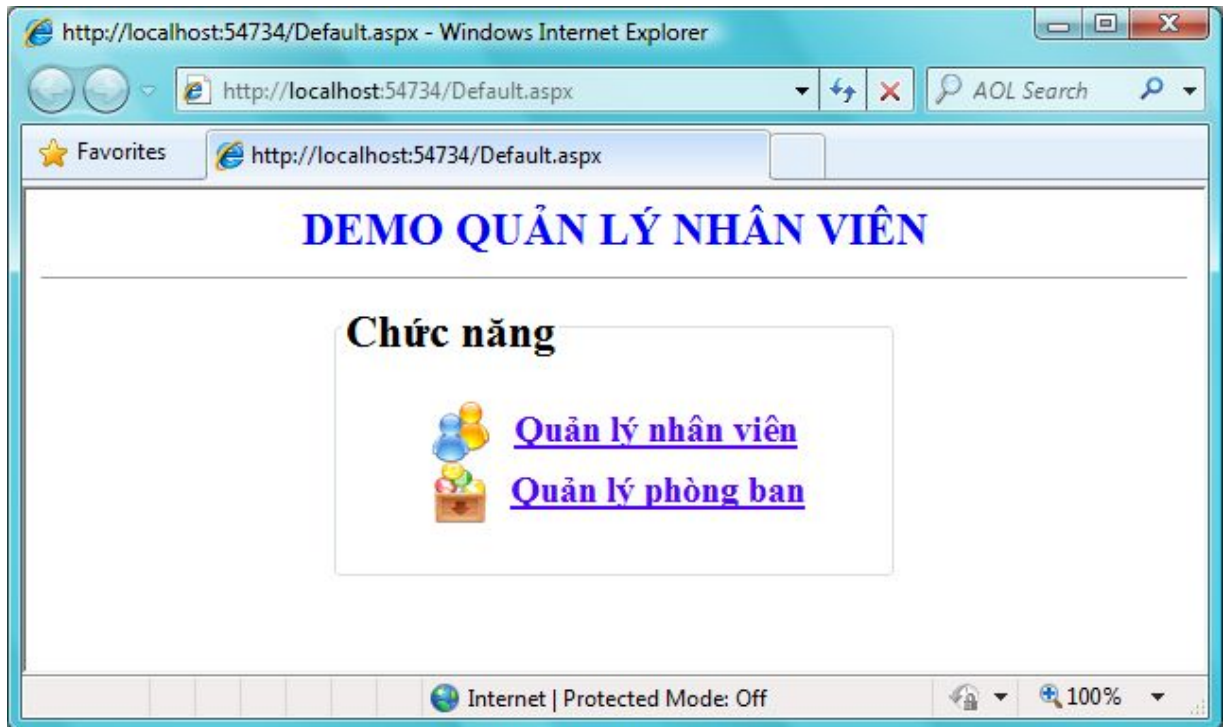 http://localhost:54734/Default.aspx - Windows Internet Explorer
http://localhost:54734/Default.aspx
AOL Search
Favorites
http://localhost:54734/Default.aspx
DEMO QUẢN LÝ NHÂN VIÊN
Chức năng
Quản lý nhân viên
Quản lý phòng ban
Internet | Protected Mode: Off
100%